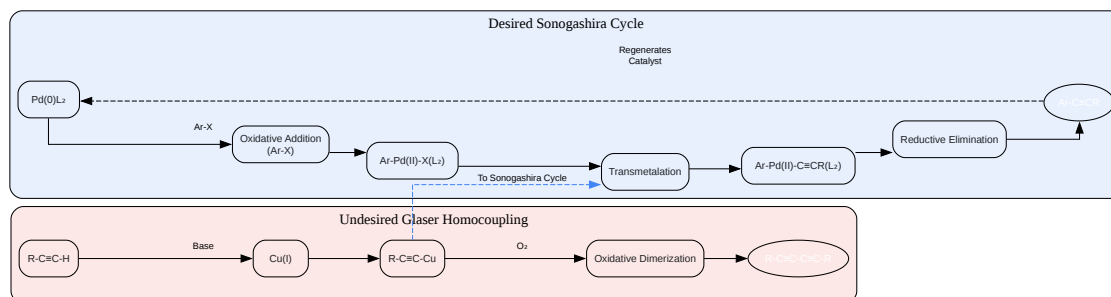 Desired Sonogashira Cycle
Regenerates
Catalyst
Pd(0)L₂
Ar-C≡CR
Ar-X
Oxidative Addition
(Ar-X)
Ar-Pd(II)-X(L₂)
Transmetalation
Ar-Pd(II)-C≡CR(L₂)
Reductive Elimination
To Sonogashira Cycle
Undesired Glaser Homocoupling
R-C≡C-H
Base
Cu(I)
R-C≡C-Cu
O₂
Oxidative Dimerization
R-C≡C-C≡C-R